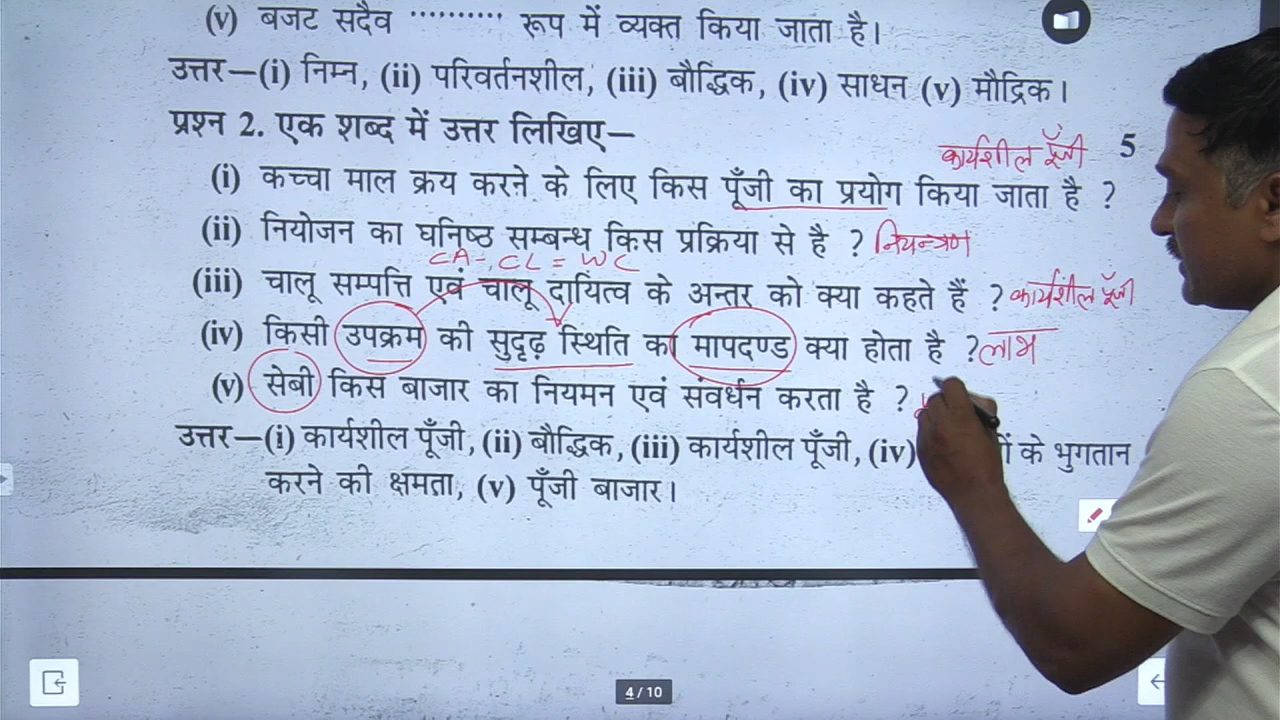 (v) बजट सदैव .......... रूप में व्यक्त किया जाता है।
उत्तर–(i) निम्न, (ii) परिवर्तनशील, (iii) बौद्धिक, (iv) साधन (v) मौद्रिक।
प्रश्न 2. एक शब्द में उत्तर लिखिए–
कार्यशील पूँजी 5
(i) कच्चा माल क्रय करने के लिए किस पूँजी का प्रयोग किया जाता है ?
(ii) नियोजन का घनिष्ठ सम्बन्ध किस प्रक्रिया से है ? नियन्त्रण
CA - CL = WC
(iii) चालू सम्पत्ति एवं चालू दायित्व के अन्तर को क्या कहते हैं ? कार्यशील पूँजी
(iv) किसी उपक्रम की सुदृढ़ स्थिति का मापदण्ड क्या होता है ? लाभ
(v) सेबी किस बाजार का नियमन एवं संवर्धन करता है ?
उत्तर–(i) कार्यशील पूँजी, (ii) बौद्धिक, (iii) कार्यशील पूँजी, (iv) के भुगतान
करने की क्षमता, (v) पूँजी बाजार।
4 / 10